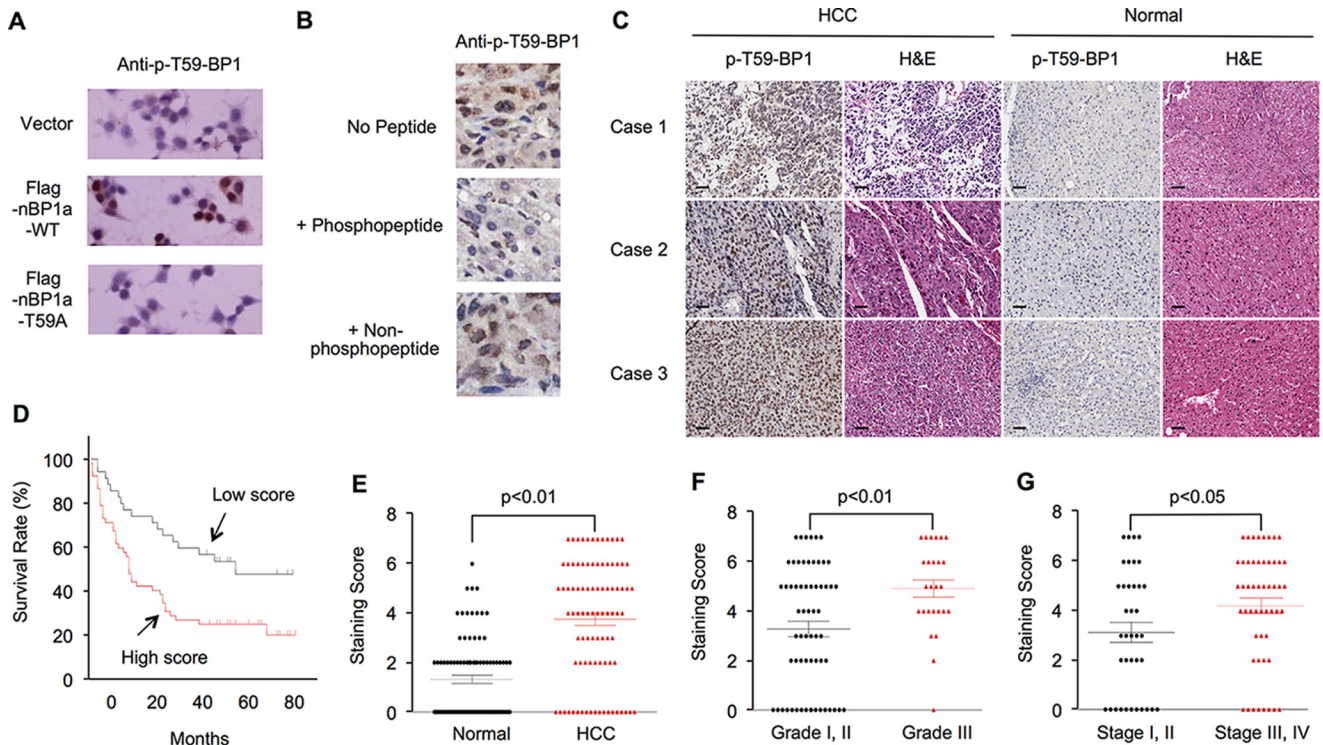 A
Anti-p-T59-BP1
Vector
Flag
-nBP1a
-WT
Flag
-nBP1a
-T59A
B
Anti-p-T59-BP1
No Peptide
+ Phosphopeptide
+ Non-
phosphopeptide
C
HCC Normal
p-T59-BP1 H&E p-T59-BP1 H&E
Case 1
Case 2
Case 3
D
Survival Rate (%)
100
80
60
40
20
0
Low score
High score
0 20 40 60 80
Months
E
p<0.01
Staining Score
8
6
4
2
0
Normal HCC
F
p<0.01
Staining Score
8
6
4
2
0
Grade I, II Grade III
G
p<0.05
Staining Score
8
6
4
2
0
Stage I, II Stage III, IV